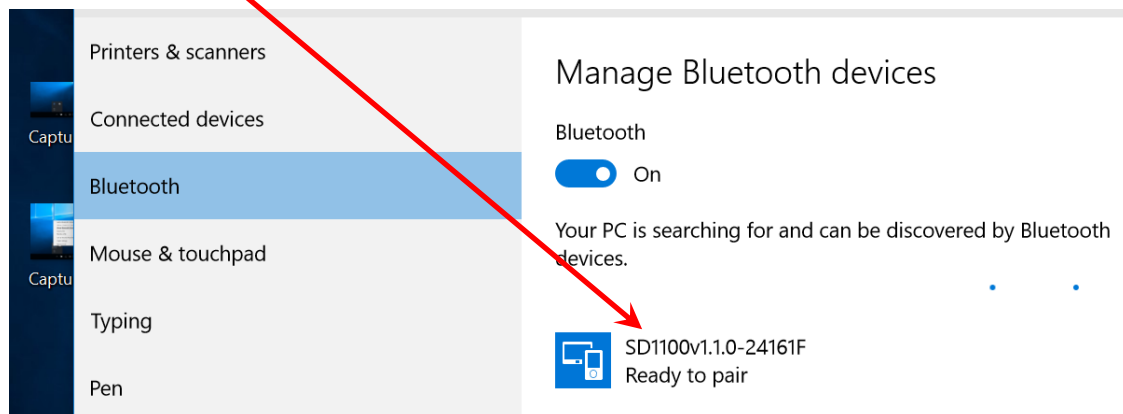 Printers & scanners
Connected devices
Captu
Bluetooth
Mouse & touchpad
Captu
Typing
Pen
Manage Bluetooth devices
Bluetooth
On
Your PC is searching for and can be discovered by Bluetooth
devices.
SD1100v1.1.0-24161F
Ready to pair